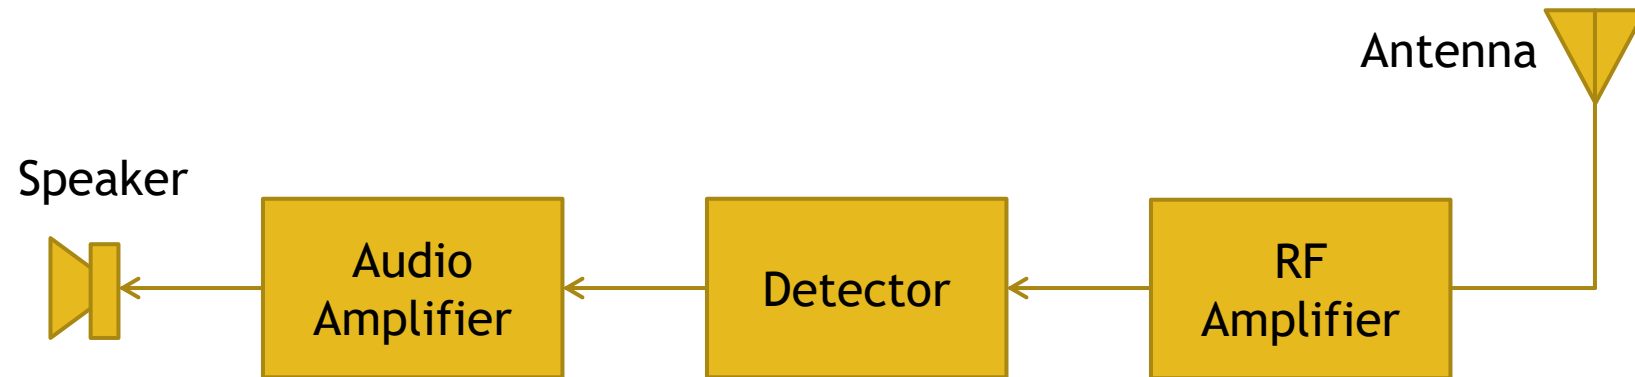 Antenna
Speaker
Audio
Amplifier
Detector
RF
Amplifier